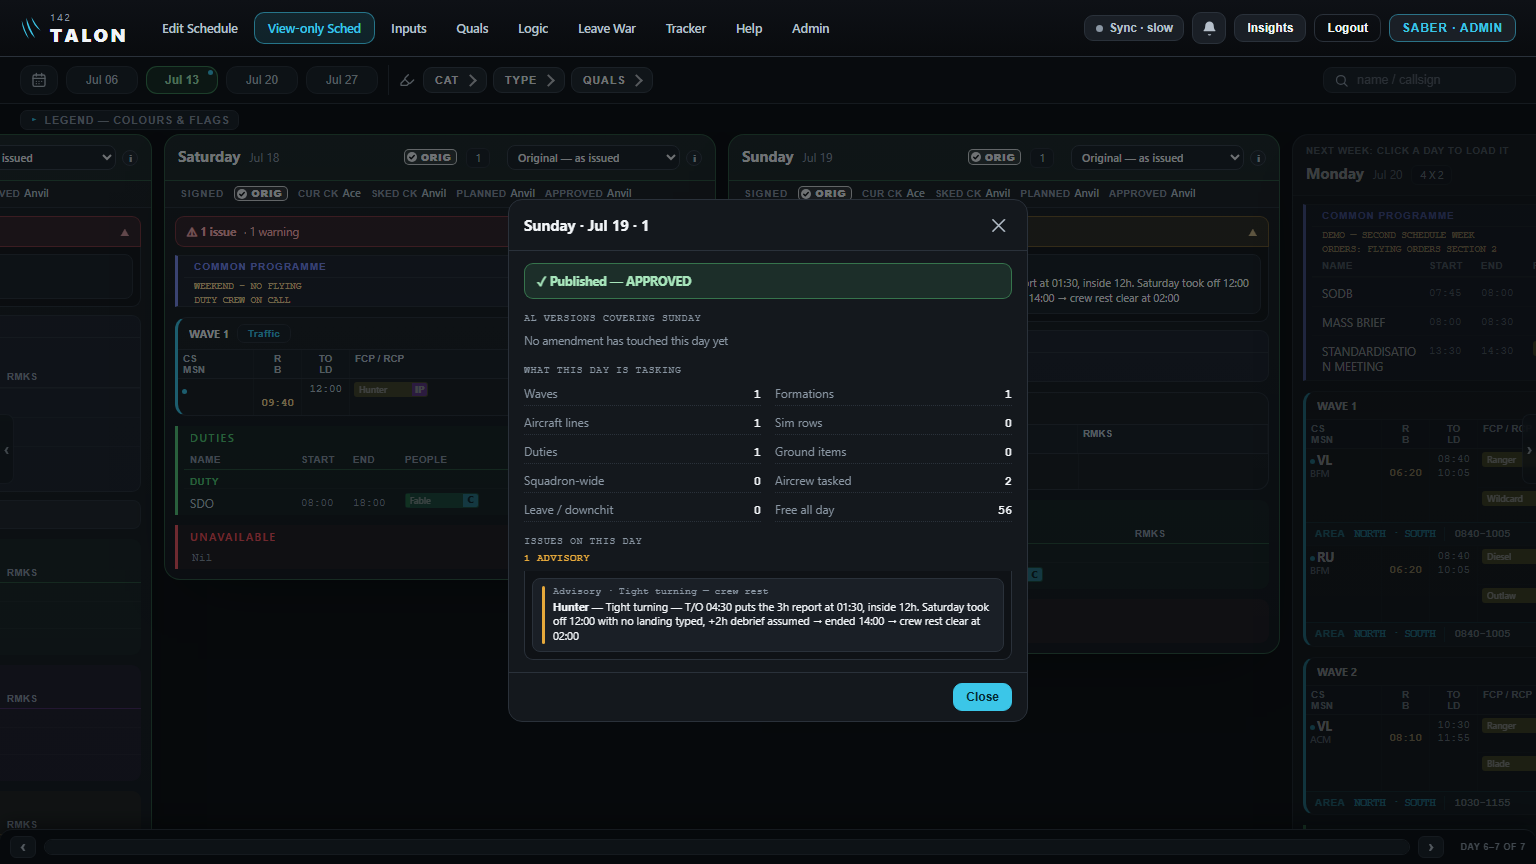 142
TALON
Edit Schedule
View-only Sched
Inputs
Quals
Logic
Leave War
Tracker
Help
Admin
Sync · slow
Insights
Logout
SABER · ADMIN
Jul 06
Jul 13
Jul 20
Jul 27
CAT
TYPE
QUALS
name / callsign
LEGEND — COLOURS & FLAGS
issued
i
Saturday Jul 18
ORIG
1
Original — as issued
i
Sunday Jul 19
ORIG
1
Original — as issued
i
NEXT WEEK: CLICK A DAY TO LOAD IT
Monday Jul 20 4 X 2
VED Anvil
SIGNED ORIG CUR CK Ace SKED CK Anvil PLANNED Anvil APPROVED Anvil
SIGNED ORIG CUR CK Ace SKED CK Anvil PLANNED Anvil APPROVED Anvil
1 issue · 1 warning
COMMON PROGRAMME
WEEKEND — NO FLYING
DUTY CREW ON CALL
WAVE 1 Traffic
CS
MSN
R
B
TO
LD
FCP / RCP
12:00
Hunter IP
09:40
DUTIES
NAME START END PEOPLE
DUTY
SDO 08:00 18:00 Fable C
UNAVAILABLE
Nil
RMKS
RMKS
RMKS
RMKS
Sunday · Jul 19 · 1
✓ Published — APPROVED
AL VERSIONS COVERING SUNDAY
No amendment has touched this day yet
WHAT THIS DAY IS TASKING
Waves 1
Formations 1
Aircraft lines 1
Sim rows 0
Duties 1
Ground items 0
Squadron-wide 0
Aircrew tasked 2
Leave / downchit 0
Free all day 56
ISSUES ON THIS DAY
1 ADVISORY
Advisory · Tight turning — crew rest
Hunter — Tight turning — T/O 04:30 puts the 3h report at 01:30, inside 12h. Saturday took
off 12:00 with no landing typed, +2h debrief assumed → ended 14:00 → crew rest clear at
02:00
Close
rt at 01:30, inside 12h. Saturday took off 12:00
14:00 → crew rest clear at 02:00
RMKS
RMKS
C
COMMON PROGRAMME
DEMO — SECOND SCHEDULE WEEK
ORDERS: FLYING ORDERS SECTION 2
NAME START END
SODB 07:45 08:00
MASS BRIEF 08:00 08:30
STANDARDISATIO
N MEETING
13:30 14:30
WAVE 1
CS
MSN
R
B
TO
LD
FCP / RC
VL
BFM
06:20
08:40
10:05
Ranger
Wildcard
AREA NORTH · SOUTH 0840-1005
RU
BFM
06:20
08:40
10:05
Diesel
Outlaw
AREA NORTH · SOUTH 0840-1005
WAVE 2
CS
MSN
R
B
TO
LD
FCP / RCP
VL
ACM
08:10
10:30
11:55
Ranger
Blade
AREA NORTH · SOUTH 1030-1155
DAY 6–7 OF 7